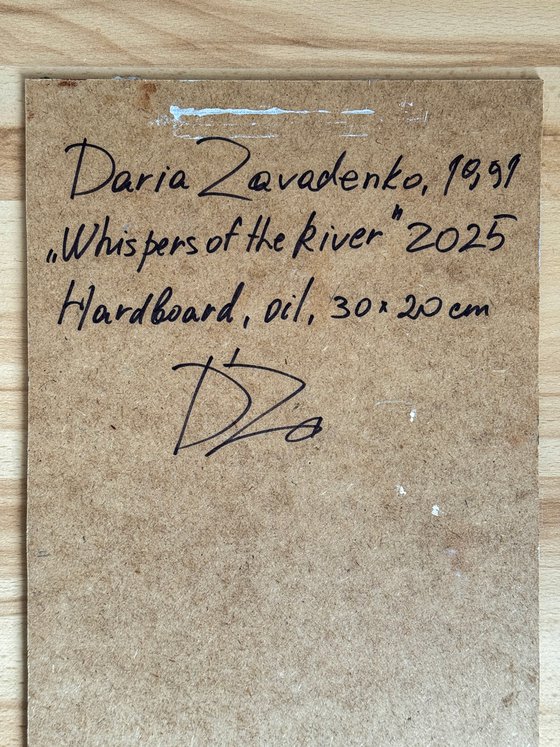 Daria Zavadenko, 1991
„Whispers of the River" 2025
Hardboard, oil, 30×20 cm
DZa